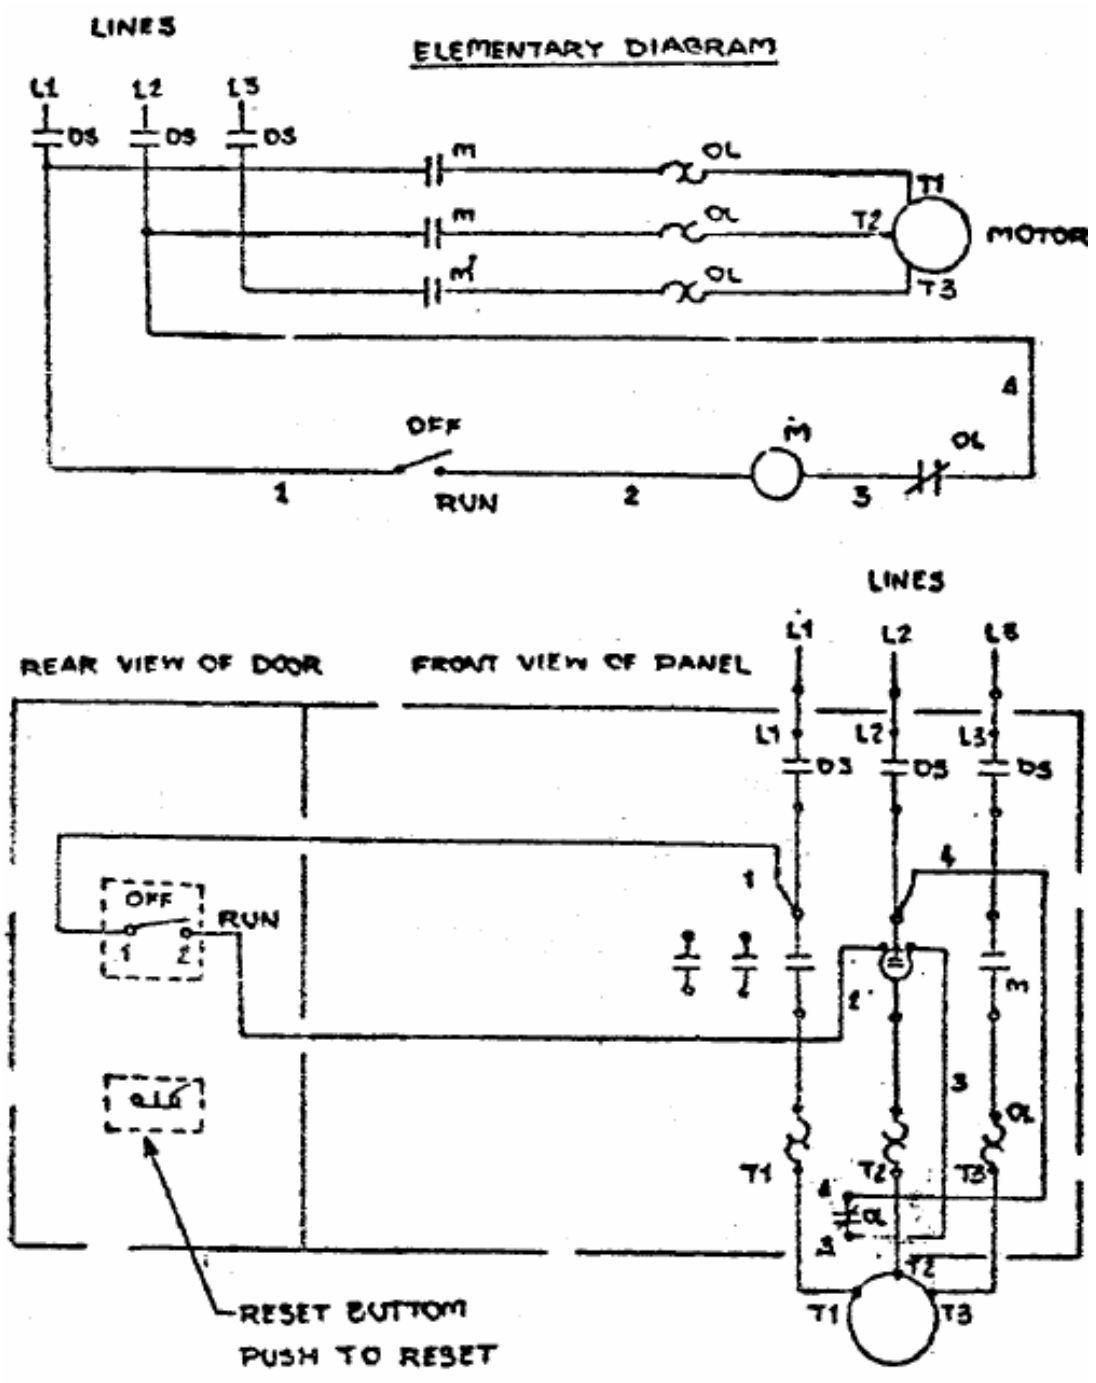 LINES
ELEMENTARY DIAGRAM
L1 L2 L3
DS DS DS
M OL
T1
M OL T2 MOTOR
M OL
T3
4
OFF M OL
1 RUN 2 3
LINES
L1 L2 L3
REAR VIEW OF DOOR FRONT VIEW OF PANEL
L1 L2 L3
DS DS DS
4
1
OFF RUN
1 2
2 M
3
OL
T1 T2 T3
4
OL
3
T2
RESET BUTTOM T1 T3
PUSH TO RESET